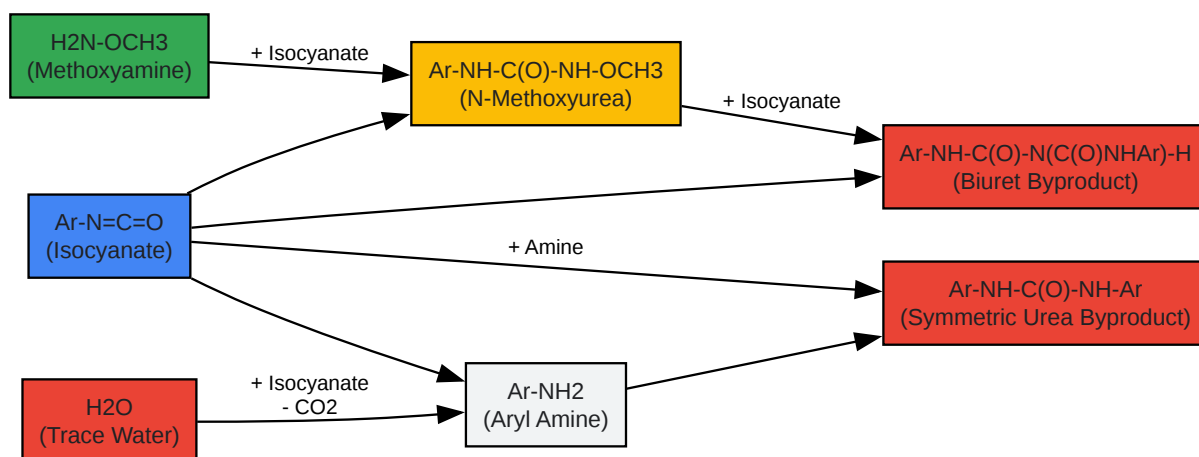 H2N-OCH3
(Methoxyamine)
+ Isocyanate
Ar-NH-C(O)-NH-OCH3
(N-Methoxyurea)
+ Isocyanate
Ar-NH-C(O)-N(C(O)NHAr)-H
(Biuret Byproduct)
Ar-N=C=O
(Isocyanate)
+ Amine
Ar-NH-C(O)-NH-Ar
(Symmetric Urea Byproduct)
H2O
(Trace Water)
+ Isocyanate
- CO2
Ar-NH2
(Aryl Amine)